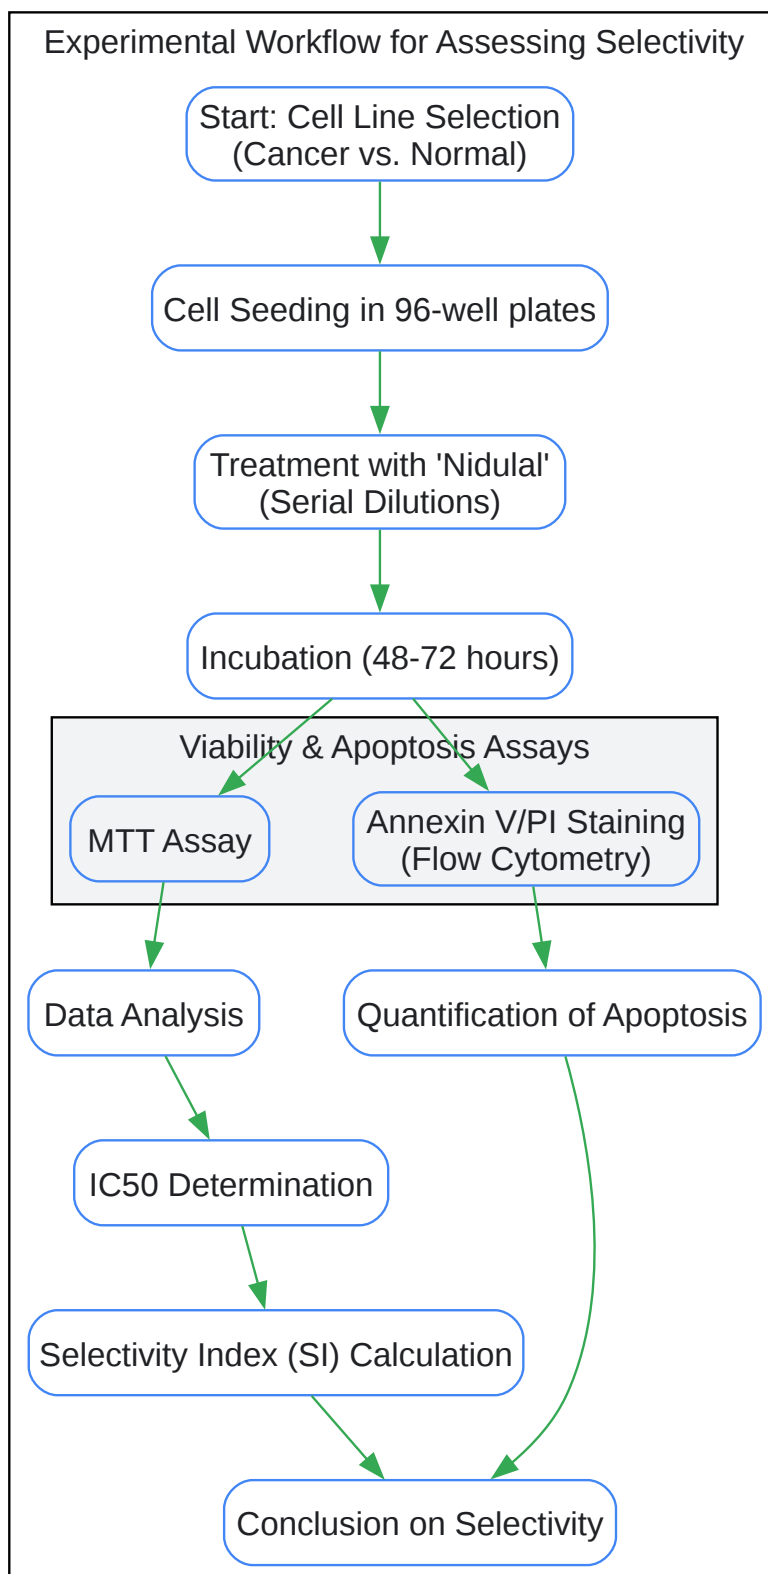 Experimental Workflow for Assessing Selectivity
Start: Cell Line Selection
(Cancer vs. Normal)
Cell Seeding in 96-well plates
Treatment with 'Nidulal'
(Serial Dilutions)
Incubation (48-72 hours)
Viability & Apoptosis Assays
MTT Assay
Annexin V/PI Staining
(Flow Cytometry)
Data Analysis
Quantification of Apoptosis
IC50 Determination
Selectivity Index (SI) Calculation
Conclusion on Selectivity